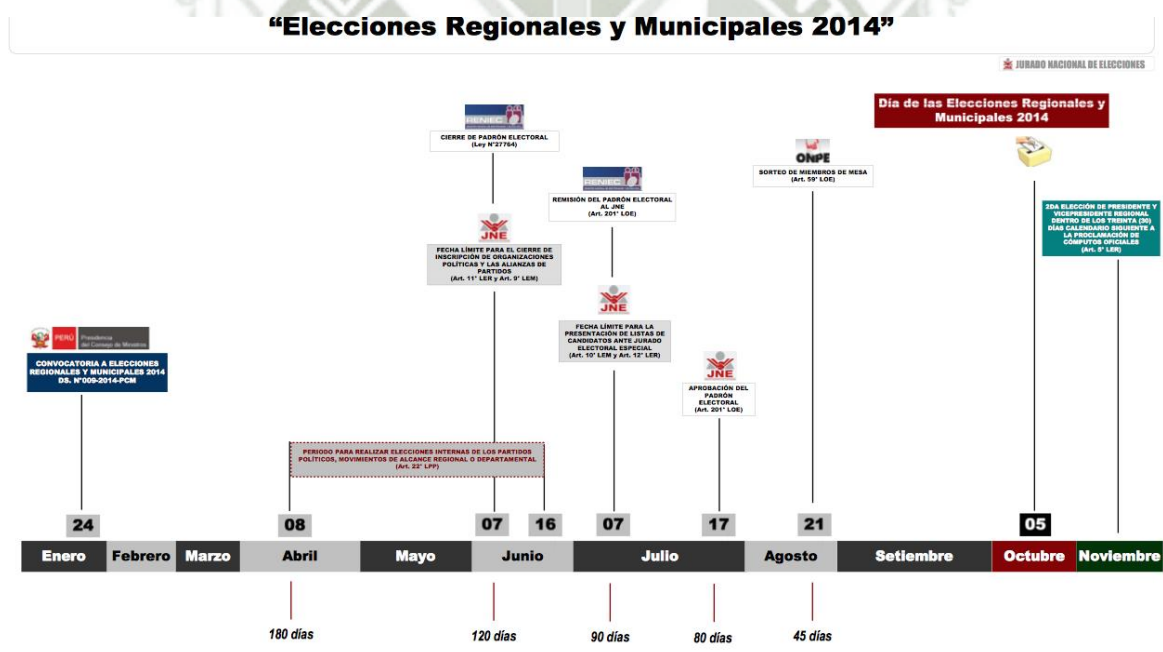 “Elecciones Regionales y Municipales 2014”
JURADO NACIONAL DE ELECCIONES
Día de las Elecciones Regionales y
Municipales 2014
RENIEC
CIERRE DE PADRÓN ELECTORAL
(Ley N°27764)
ONPE
SORTEO DE MIEMBROS DE MESA
(Art. 59° LOE)
RENIEC
REMISIÓN DEL PADRÓN ELECTORAL
AL JNE
(Art. 201° LOE)
2DA ELECCIÓN DE PRESIDENTE Y
VICEPRESIDENTE REGIONAL
DENTRO DE LOS TREINTA (30)
DÍAS CALENDARIO SIGUIENTE A
LA PROCLAMACIÓN DE
CÓMPUTOS OFICIALES
(Art. 5° LER)
JNE
FECHA LÍMITE PARA EL CIERRE DE
INSCRIPCIÓN DE ORGANIZACIONES
POLÍTICAS Y LAS ALIANZAS DE
PARTIDOS
(Art. 11° LER y Art. 9° LEM)
JNE
FECHA LÍMITE PARA LA
PRESENTACIÓN DE LISTAS DE
CANDIDATOS ANTE JURADO
ELECTORAL ESPECIAL
(Art. 10° LEM y Art. 12° LER)
PERÚ
Presidencia
del Consejo de Ministros
CONVOCATORIA A ELECCIONES
REGIONALES Y MUNICIPALES 2014
DS. N°009-2014-PCM
JNE
APROBACIÓN DEL
PADRÓN
ELECTORAL
(Art. 201° LOE)
PERIODO PARA REALIZAR ELECCIONES INTERNAS DE LOS PARTIDOS
POLÍTICOS, MOVIMIENTOS DE ALCANCE REGIONAL O DEPARTAMENTAL
(Art. 22° LPP)
24 08 07 16 07 17 21 05
Enero Febrero Marzo Abril Mayo Junio Julio Agosto Setiembre Octubre Noviembre
180 días 120 días 90 días 80 días 45 días